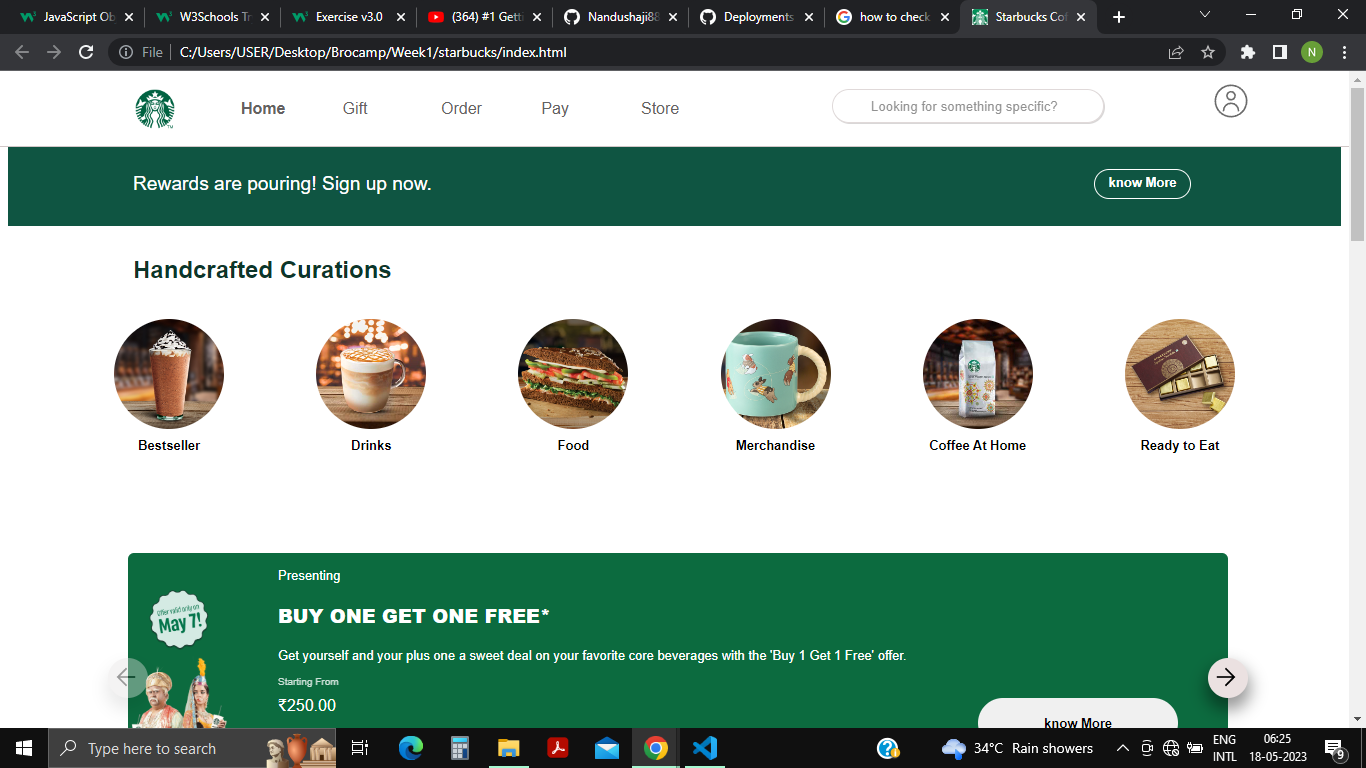 JavaScript Ob
W3Schools Tr
Exercise v3.0
(364) #1 Getti
Nandushaji88
Deployments
how to check
Starbucks Cof
File
C:/Users/USER/Desktop/Brocamp/Week1/starbucks/index.html
N
Home
Gift
Order
Pay
Store
Looking for something specific?
Rewards are pouring! Sign up now.
know More
Handcrafted Curations
Bestseller
Drinks
Food
Merchandise
Coffee At Home
Ready to Eat
Presenting
Offer valid only on
May 7!
BUY ONE GET ONE FREE*
Get yourself and your plus one a sweet deal on your favorite core beverages with the 'Buy 1 Get 1 Free' offer.
Starting From
₹250.00
know More
Type here to search
34°C Rain showers
ENG
INTL
06:25
18-05-2023
9